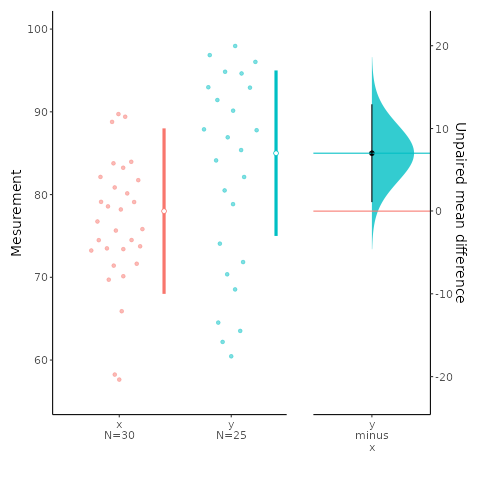 Mesurement
100
90
80
70
60
x
N=30
y
N=25
20
10
0
-10
-20
Unpaired mean difference
y
minus
x